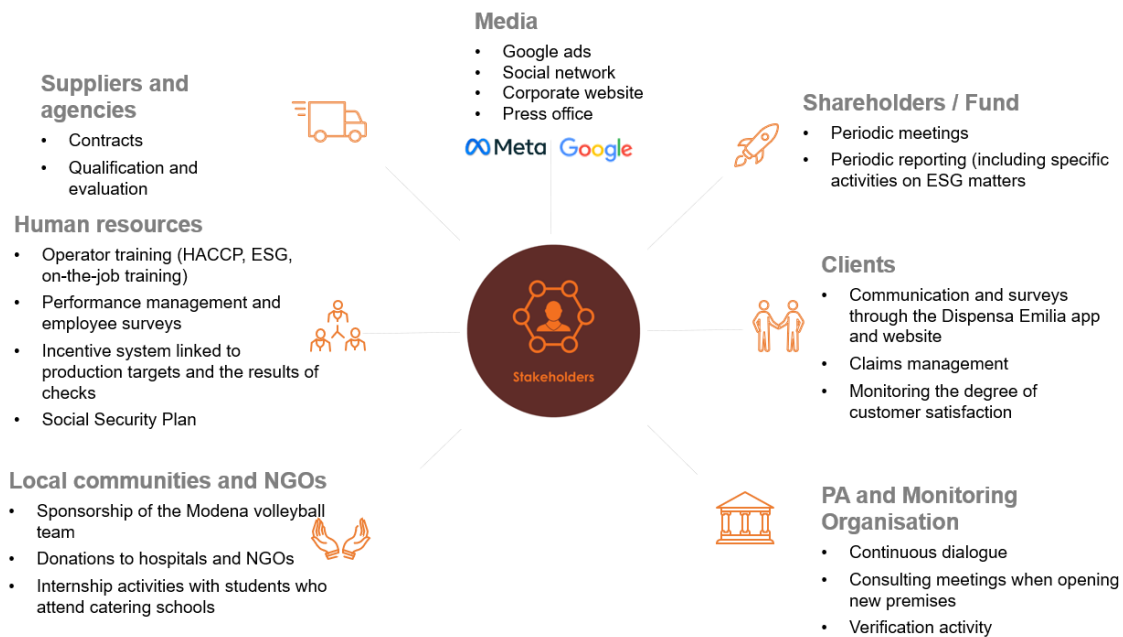 Media
• Google ads
• Social network
• Corporate website
• Press office
Meta Google
Suppliers and
agencies
• Contracts
• Qualification and
evaluation
Shareholders / Fund
• Periodic meetings
• Periodic reporting (including specific
activities on ESG matters
Human resources
• Operator training (HACCP, ESG,
on-the-job training)
• Performance management and
employee surveys
• Incentive system linked to
production targets and the results of
checks
• Social Security Plan
Stakeholders
Clients
• Communication and surveys
through the Dispensa Emilia app
and website
• Claims management
• Monitoring the degree of
customer satisfaction
Local communities and NGOs
• Sponsorship of the Modena volleyball
team
• Donations to hospitals and NGOs
• Internship activities with students who
attend catering schools
PA and Monitoring
Organisation
• Continuous dialogue
• Consulting meetings when opening
new premises
• Verification activity